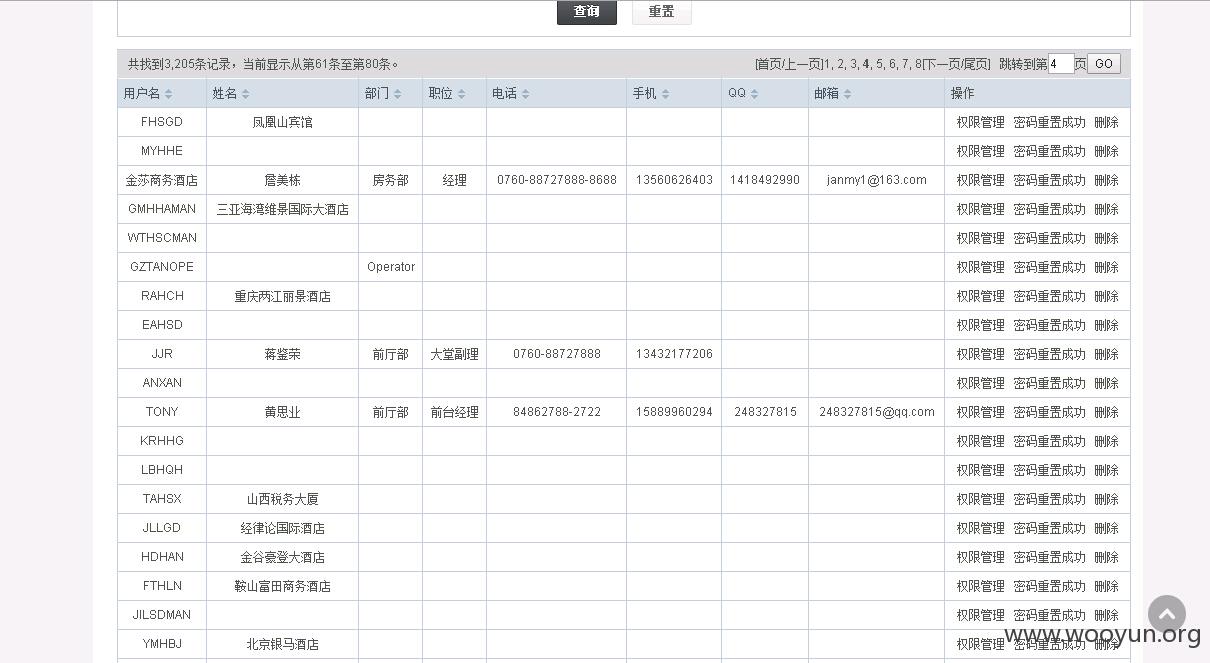 查询 重置
共找到3,205条记录，当前显示从第61条至第80条。 [首页/上一页]1, 2, 3, 4, 5, 6, 7, 8[下一页/尾页] 跳转到第4页GO
用户名 姓名 部门 职位 电话 手机 QQ 邮箱 操作
FHSGD 凤凰山宾馆 权限管理 密码重置成功 删除
MYHHE 权限管理 密码重置成功 删除
金莎商务酒店 詹美栋 房务部 经理 0760-88727888-8688 13560626403 1418492990 janmy1@163.com 权限管理 密码重置成功 删除
GMHHAMAN 三亚海湾维景国际大酒店 权限管理 密码重置成功 删除
WTHSCMAN 权限管理 密码重置成功 删除
GZTANOPE Operator 权限管理 密码重置成功 删除
RAHCH 重庆两江丽景酒店 权限管理 密码重置成功 删除
EAHSD 权限管理 密码重置成功 删除
JJR 蒋鉴荣 前厅部 大堂副理 0760-88727888 13432177206 权限管理 密码重置成功 删除
ANXAN 权限管理 密码重置成功 删除
TONY 黄思业 前厅部 前台经理 84862788-2722 15889960294 248327815 248327815@qq.com 权限管理 密码重置成功 删除
KRHHG 权限管理 密码重置成功 删除
LBHQH 权限管理 密码重置成功 删除
TAHSX 山西税务大厦 权限管理 密码重置成功 删除
JLLGD 经律论国际酒店 权限管理 密码重置成功 删除
HDHAN 金谷豪登大酒店 权限管理 密码重置成功 删除
FTHLN 鞍山富田商务酒店 权限管理 密码重置成功 删除
JILSDMAN 权限管理 密码重置成功 删除
YMHBJ 北京银马酒店 权限管理 密码重置成功 删除
www.wooyun.org